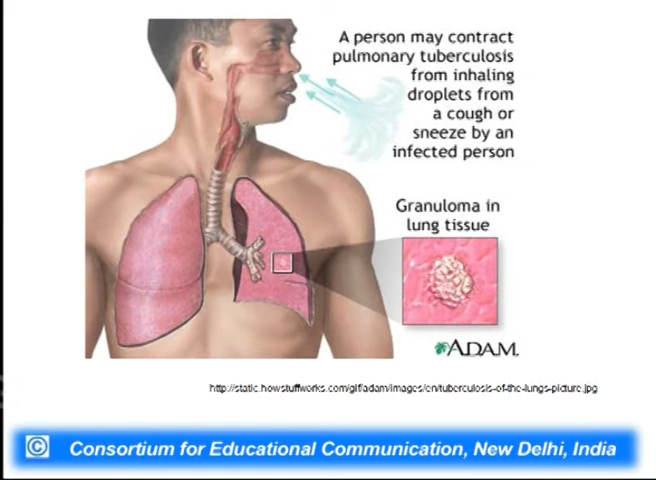 A person may contract
pulmonary tuberculosis
from inhaling
droplets from
a cough or
sneeze by an
infected person
Granuloma in
lung tissue
ADAM.
http://static.howstuffworks.com/gif/adam/images/en/tuberculosis-of-the-lungs-picture.jpg
© Consortium for Educational Communication, New Delhi, India